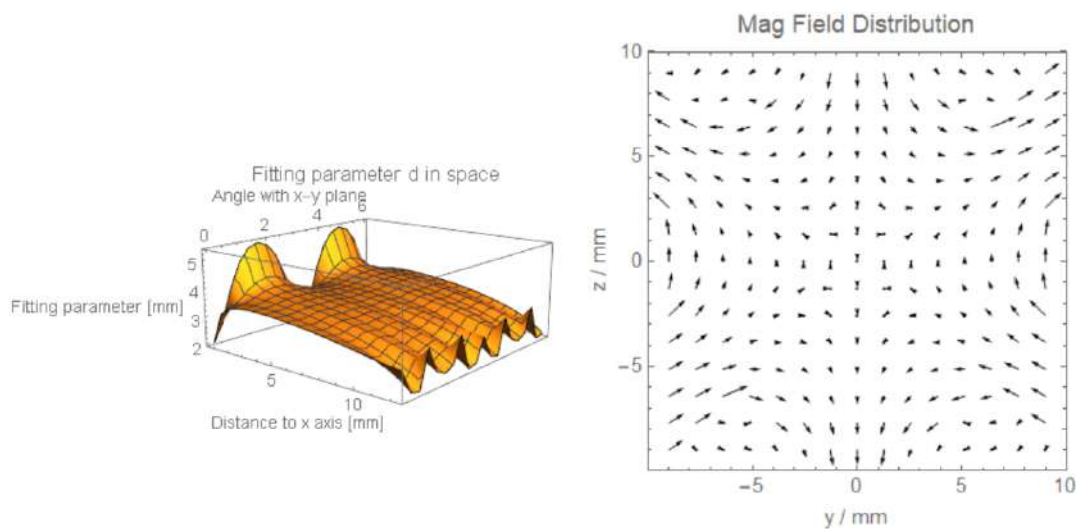 Fitting parameter d in space
Angle with x-y plane
0
2
4
6
5
4
3
2
Fitting parameter [mm]
5
10
Distance to x axis [mm]
Mag Field Distribution
10
5
0
-5
z / mm
-5
0
5
10
y / mm